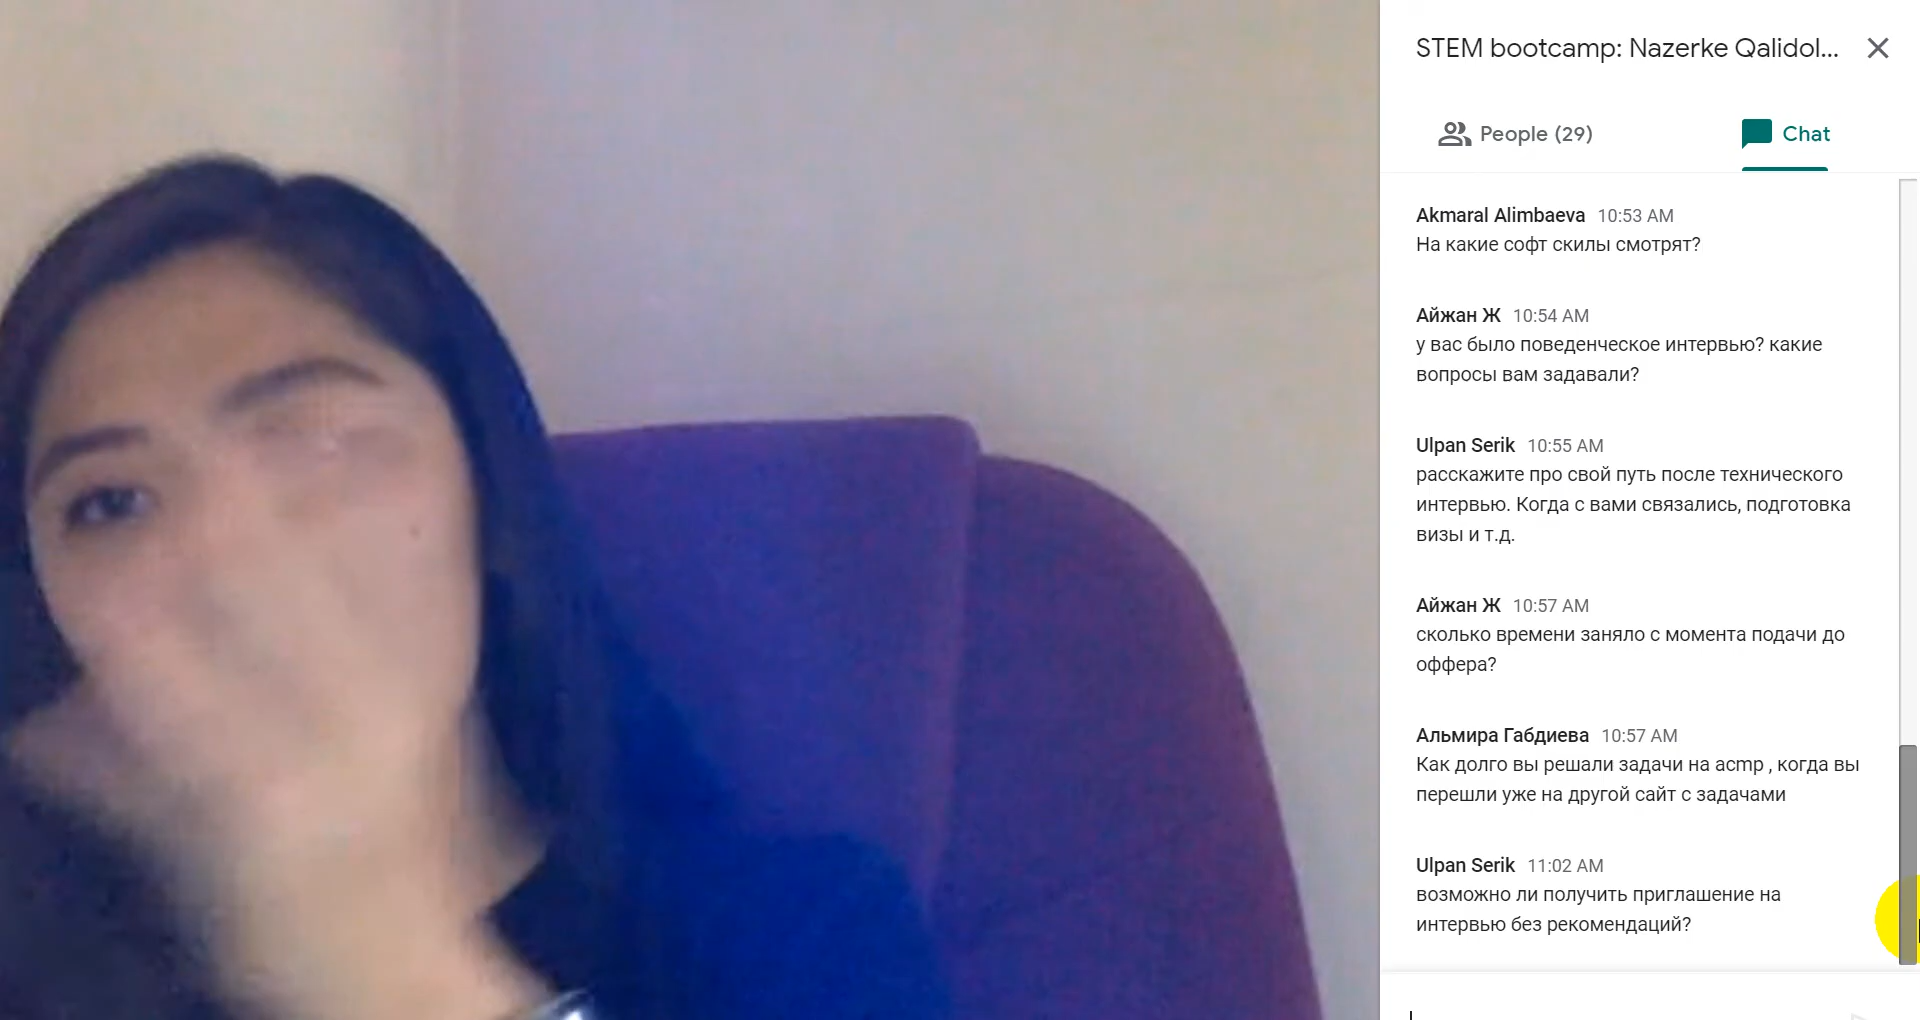 STEM bootcamp: Nazerke Qalidol...
People (29)
Chat
Akmaral Alimbaeva 10:53 AM
На какие софт скилы смотрят?
Айжан Ж 10:54 AM
у вас было поведенческое интервью? какие
вопросы вам задавали?
Ulpan Serik 10:55 AM
расскажите про свой путь после технического
интервью. Когда с вами связались, подготовка
визы и т.д.
Айжан Ж 10:57 AM
сколько времени заняло с момента подачи до
оффера?
Альмира Габдиева 10:57 AM
Как долго вы решали задачи на acmp , когда вы
перешли уже на другой сайт с задачами
Ulpan Serik 11:02 AM
возможно ли получить приглашение на
интервью без рекомендаций?